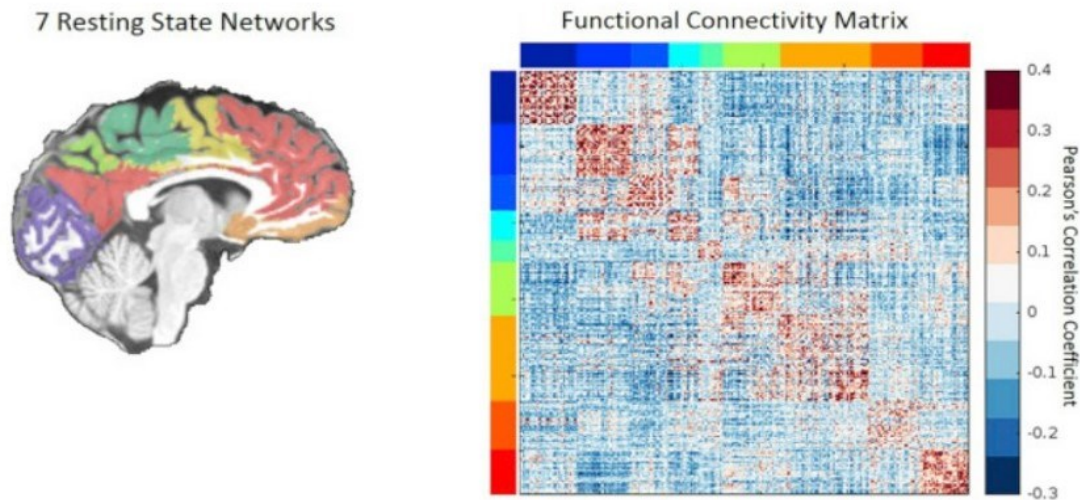 7 Resting State Networks
Functional Connectivity Matrix
0.4
0.3
0.2
0.1
0
-0.1
-0.2
-0.3
Pearson's Correlation Coefficient